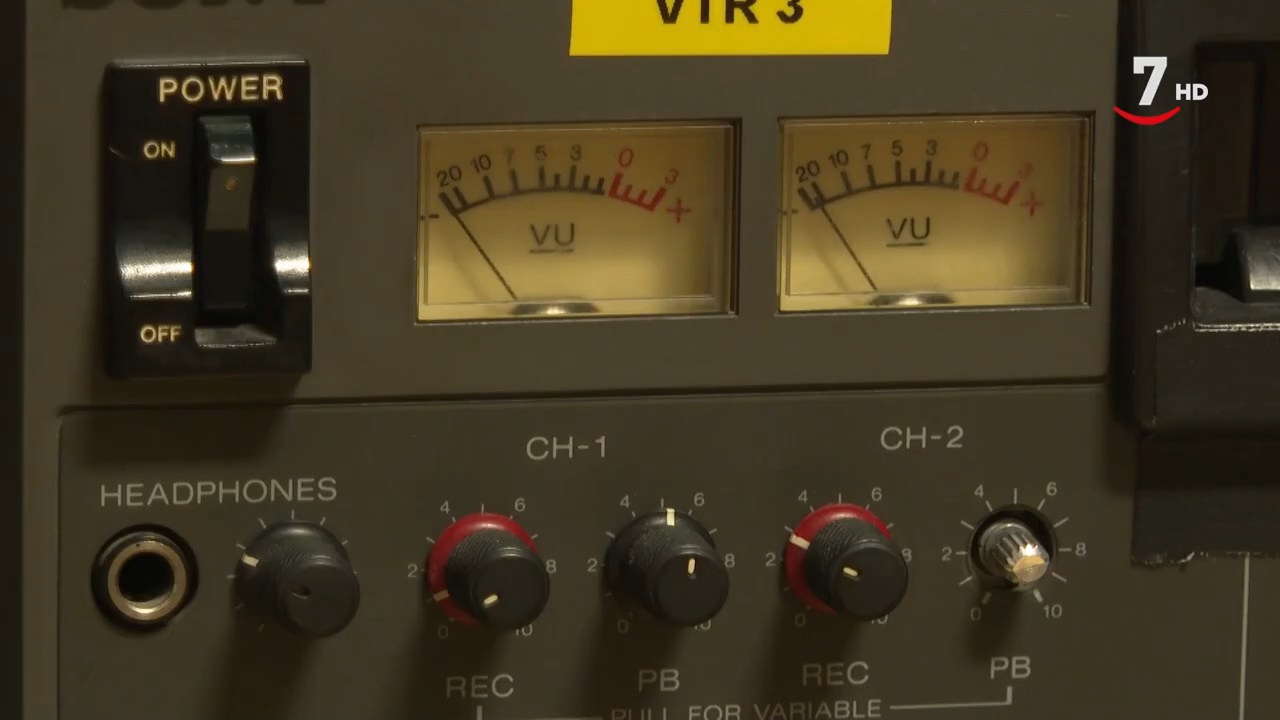 VTR 3
7 HD
POWER
ON
OFF
20 10 7 5 3 0 3
- +
VU
20 10 7 5 3 0 3
- +
VU
CH-1
CH-2
HEADPHONES
0 2 4 6 8 10
0 2 4 6 8 10
0 2 4 6 8 10
0 2 4 6 8 10
REC
PB
REC
PB
PULL FOR VARIABLE